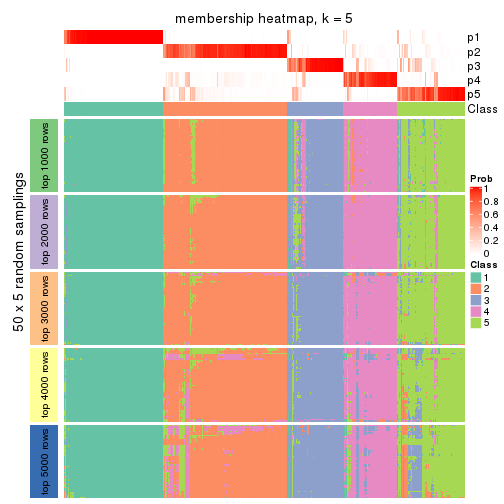 membership heatmap, k = 5
p1
p2
p3
p4
p5
Class
50 x 5 random samplings
top 1000 rows
top 2000 rows
top 3000 rows
top 4000 rows
top 5000 rows
Prob
1
0.8
0.6
0.4
0.2
0
Class
1
2
3
4
5